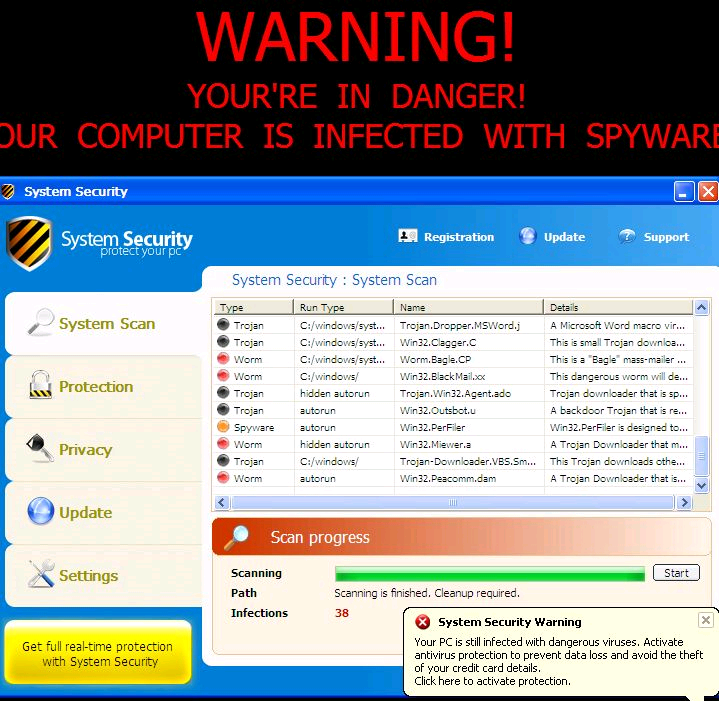 WARNING!
YOUR'RE IN DANGER!
OUR COMPUTER IS INFECTED WITH SPYWARE
System Security
System Security
protect your pc
Registration
Update
Support
System Security : System Scan
System Scan
Protection
Privacy
Update
Settings
Get full real-time protection
with System Security
Type Run Type Name Details
Trojan C:/windows/syst... Trojan.Dropper.MSWord.j A Microsoft Word macro vir...
Trojan C:/windows/syst... Win32.Clagger.C This is small Trojan downloa...
Worm C:/windows/syst... Worm.Bagle.CP This is a "Bagle" mass-mailer ...
Worm C:/windows/ Win32.BlackMail.xx This dangerous worm will de...
Trojan hidden autorun Trojan.Win32.Agent.ado Trojan downloader that is sp...
Trojan autorun Win32.Outsbot.u A backdoor Trojan that is re...
Spyware autorun Win32.PerFiler Win32.PerFiler is designed to...
Worm hidden autorun Win32.Miewer.a A Trojan Downloader that m...
Trojan C:/windows/ Trojan-Downloader.VBS.Sm... This Trojan downloads othe...
Worm autorun Win32.Peacomm.dam A Trojan Downloader that is...
Scan progress
Scanning
Start
Path Scanning is finished. Cleanup required.
Infections 38
System Security Warning
Your PC is still infected with dangerous viruses. Activate
antivirus protection to prevent data loss and avoid the theft
of your credit card details.
Click here to activate protection.